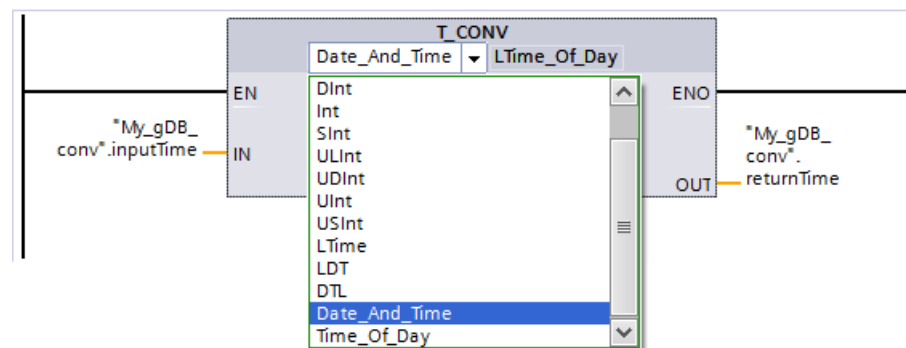 T_CONV
Date_And_Time LTime_Of_Day
EN
ENO
"My_gDB_
conv".inputTime
IN
DInt
Int
SInt
ULInt
UDInt
UInt
USInt
LTime
LDT
DTL
Date_And_Time
Time_Of_Day
"My_gDB_
conv".
returnTime
OUT